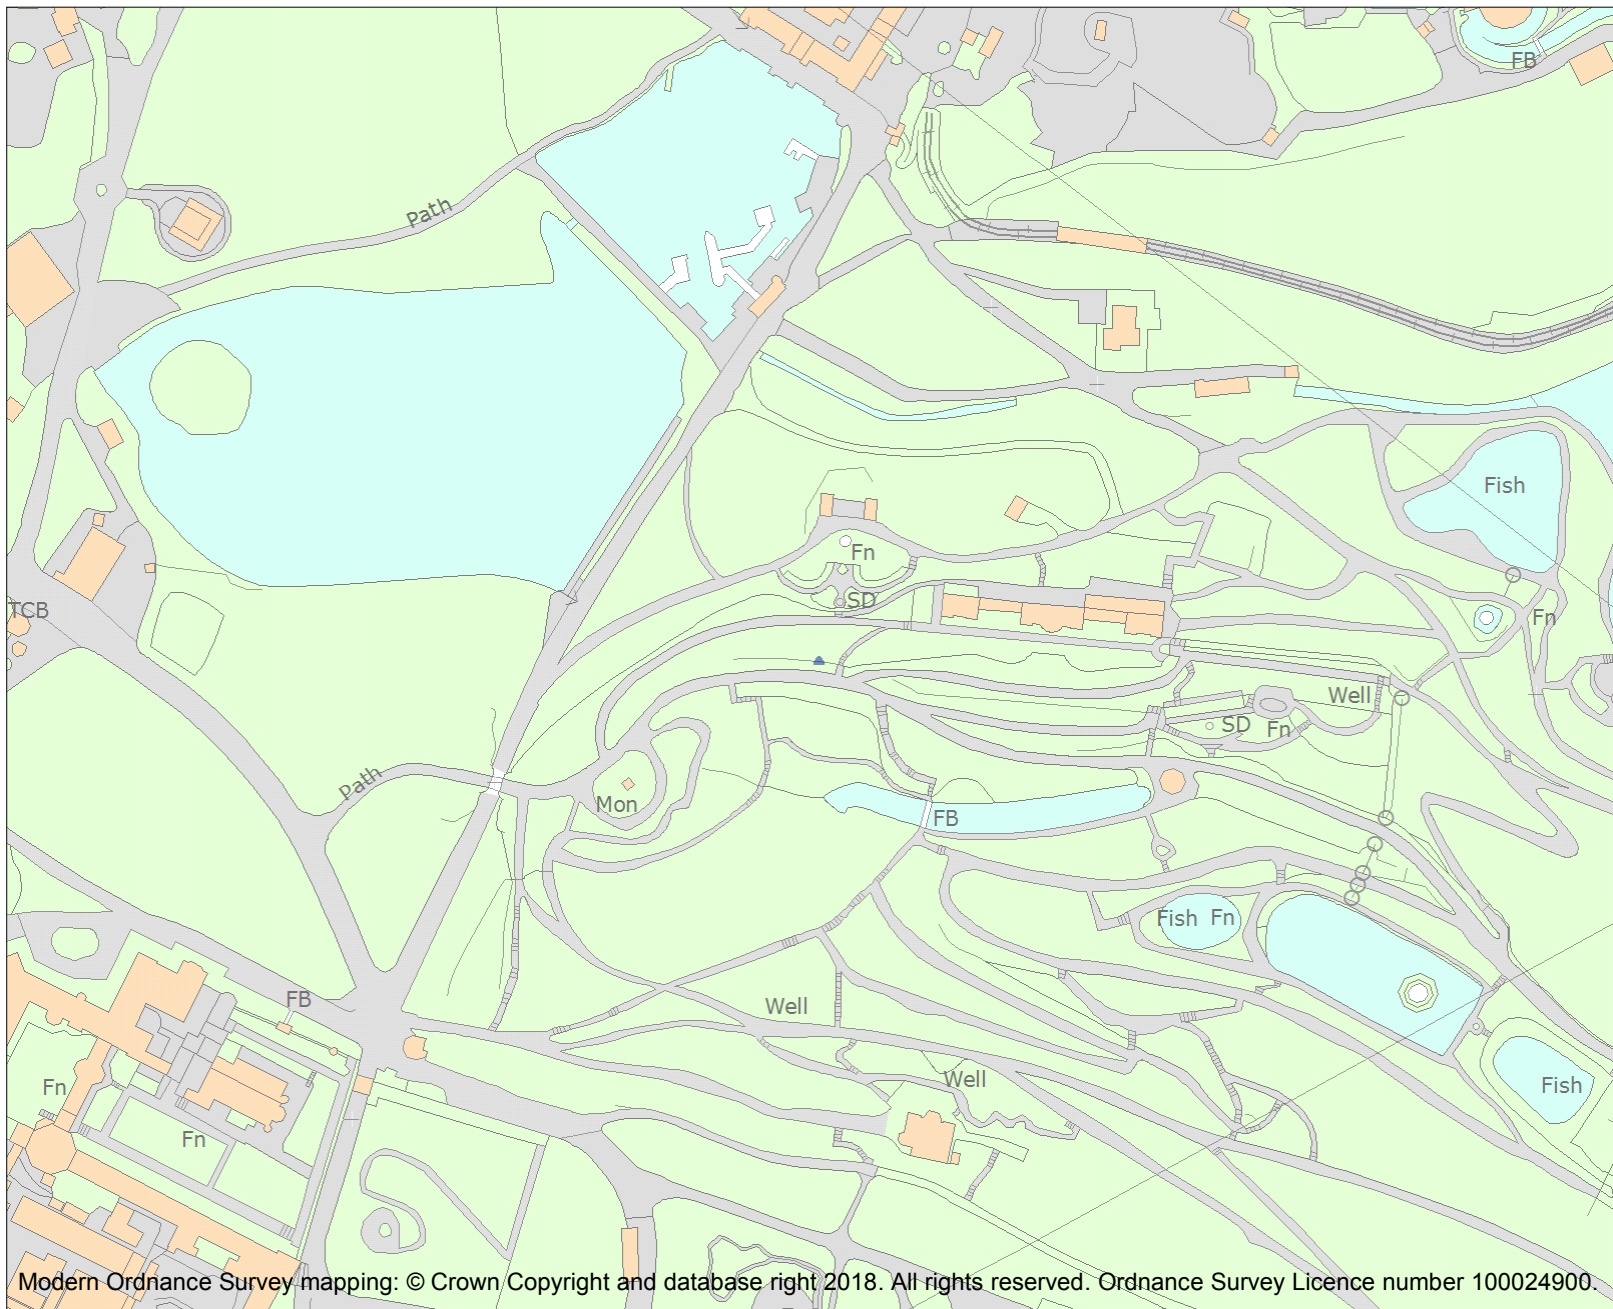 FB
Path
Fish
Fn
SD
TCB
Fn
Well
SD
Fn
Path
Mon
FB
Fish Fn
FB
Well
Well
Fish
Fn
Fn
Modern Ordnance Survey mapping: © Crown Copyright and database right 2018. All rights reserved. Ordnance Survey Licence number 100024900.